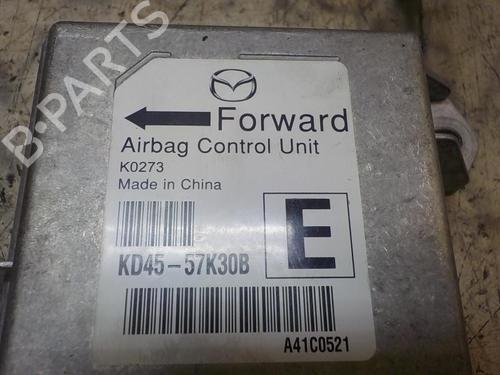 B-PARTS
Forward
Airbag Control Unit
K0273
Made in China
E
KD45-57K30B
A41C0521